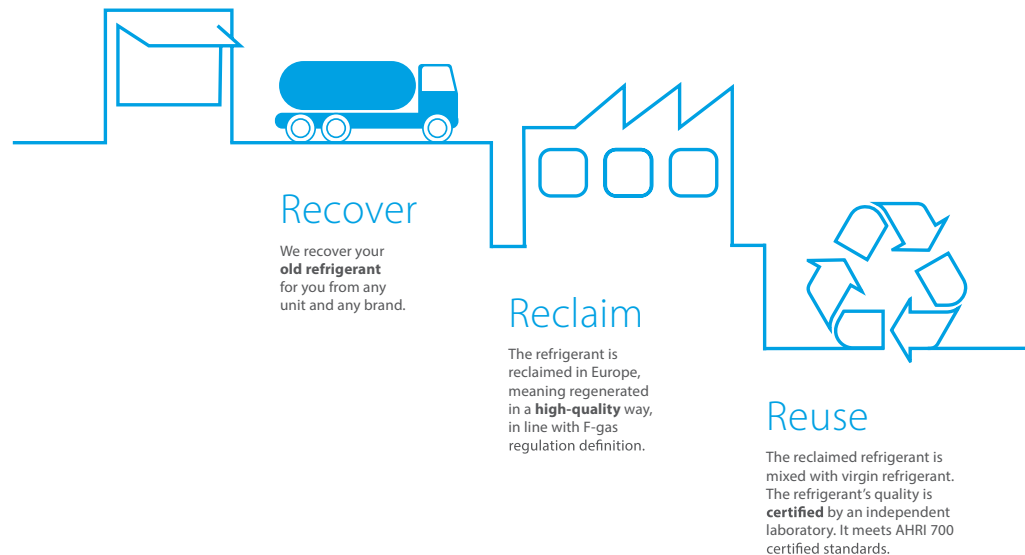 Recover
We recover your
old refrigerant
for you from any
unit and any brand.
Reclaim
The refrigerant is
reclaimed in Europe,
meaning regenerated
in a high-quality way,
in line with F-gas
regulation definition.
Reuse
The reclaimed refrigerant is
mixed with virgin refrigerant.
The refrigerant's quality is
certified by an independent
laboratory. It meets AHRI 700
certified standards.